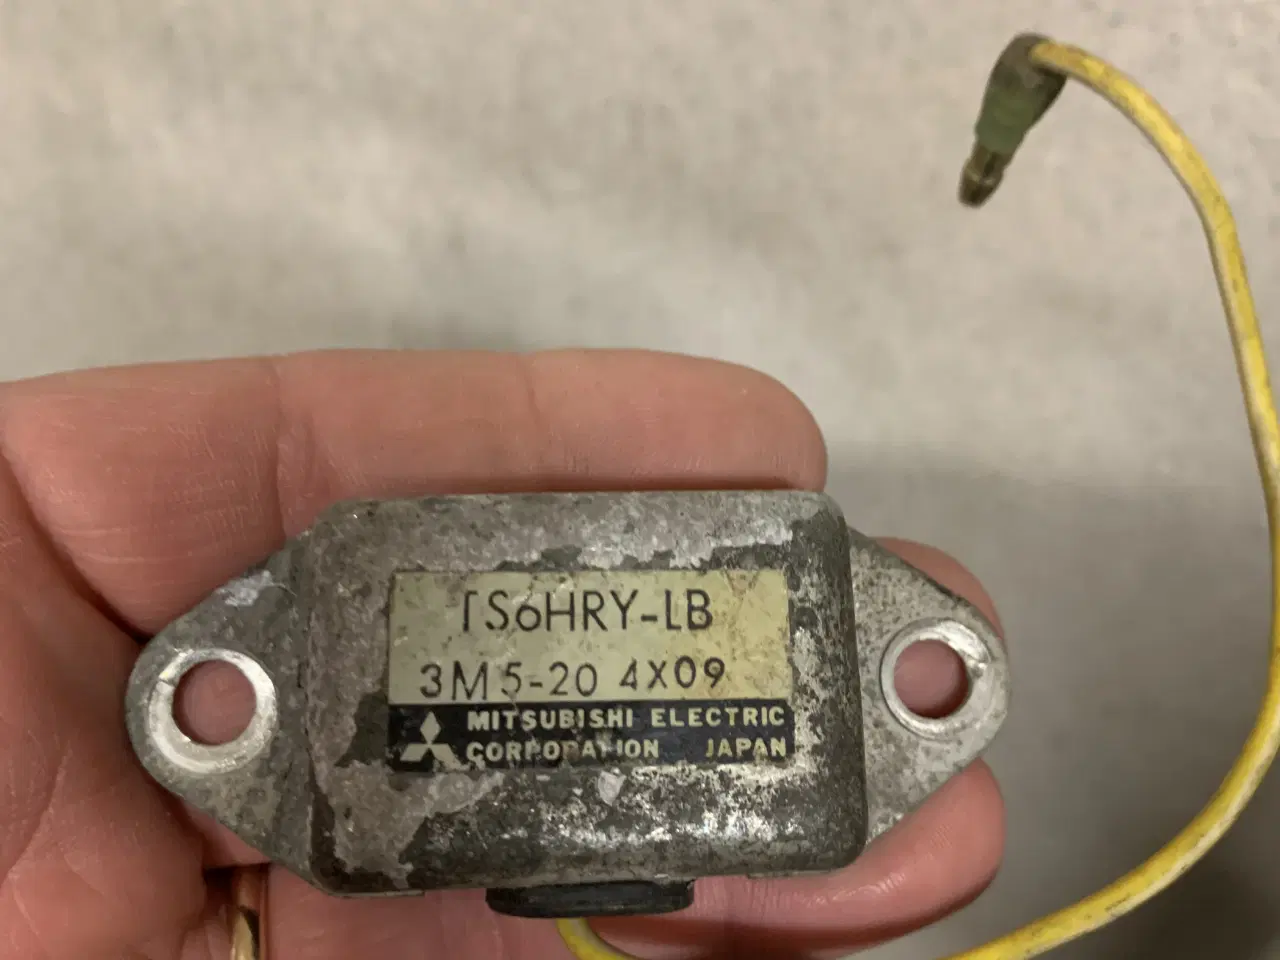 TS6HRY-LB
3M5-20 4X09
MITSUBISHI ELECTRIC
CORPORATION JAPAN